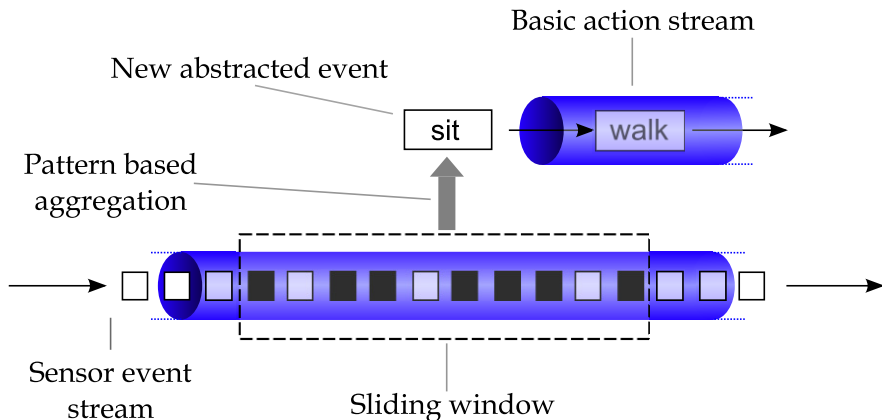 Basic action stream
New abstracted event
sit
walk
Pattern based
aggregation
Sensor event
stream
Sliding window